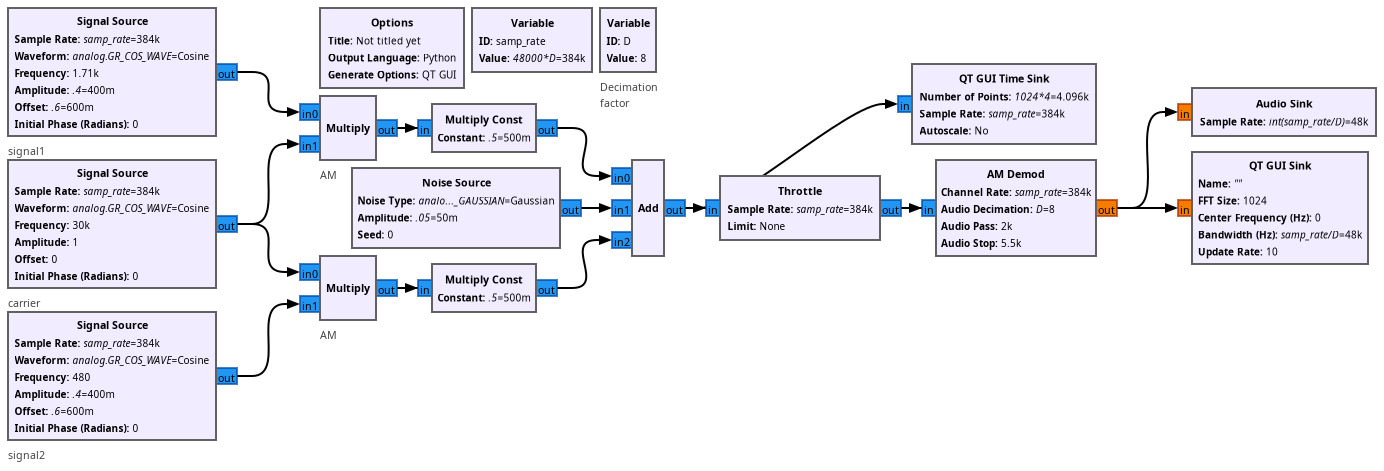 Signal Source
Sample Rate: samp_rate=384k
Waveform: analog.GR_COS_WAVE=Cosine
Frequency: 1.71k
Amplitude: .4=400m
Offset: .6=600m
Initial Phase (Radians): 0
out
signal1
Signal Source
Sample Rate: samp_rate=384k
Waveform: analog.GR_COS_WAVE=Cosine
Frequency: 30k
Amplitude: 1
Offset: 0
Initial Phase (Radians): 0
out
carrier
Signal Source
Sample Rate: samp_rate=384k
Waveform: analog.GR_COS_WAVE=Cosine
Frequency: 480
Amplitude: .4=400m
Offset: .6=600m
Initial Phase (Radians): 0
out
signal2
Options
Title: Not titled yet
Output Language: Python
Generate Options: QT GUI
Variable
ID: samp_rate
Value: 48000*D=384k
Variable
ID: D
Value: 8
Decimation
factor
in0
in1
Multiply
out
AM
in
Multiply Const
Constant: .5=500m
out
Noise Source
Noise Type: analo..._GAUSSIAN=Gaussian
Amplitude: .05=50m
Seed: 0
out
in0
in1
Multiply
out
AM
in
Multiply Const
Constant: .5=500m
out
in0
in1
in2
Add
out
in
Throttle
Sample Rate: samp_rate=384k
Limit: None
out
in
QT GUI Time Sink
Number of Points: 1024*4=4.096k
Sample Rate: samp_rate=384k
Autoscale: No
in
AM Demod
Channel Rate: samp_rate=384k
Audio Decimation: D=8
Audio Pass: 2k
Audio Stop: 5.5k
out
in
Audio Sink
Sample Rate: int(samp_rate/D)=48k
in
QT GUI Sink
Name: ""
FFT Size: 1024
Center Frequency (Hz): 0
Bandwidth (Hz): samp_rate/D=48k
Update Rate: 10